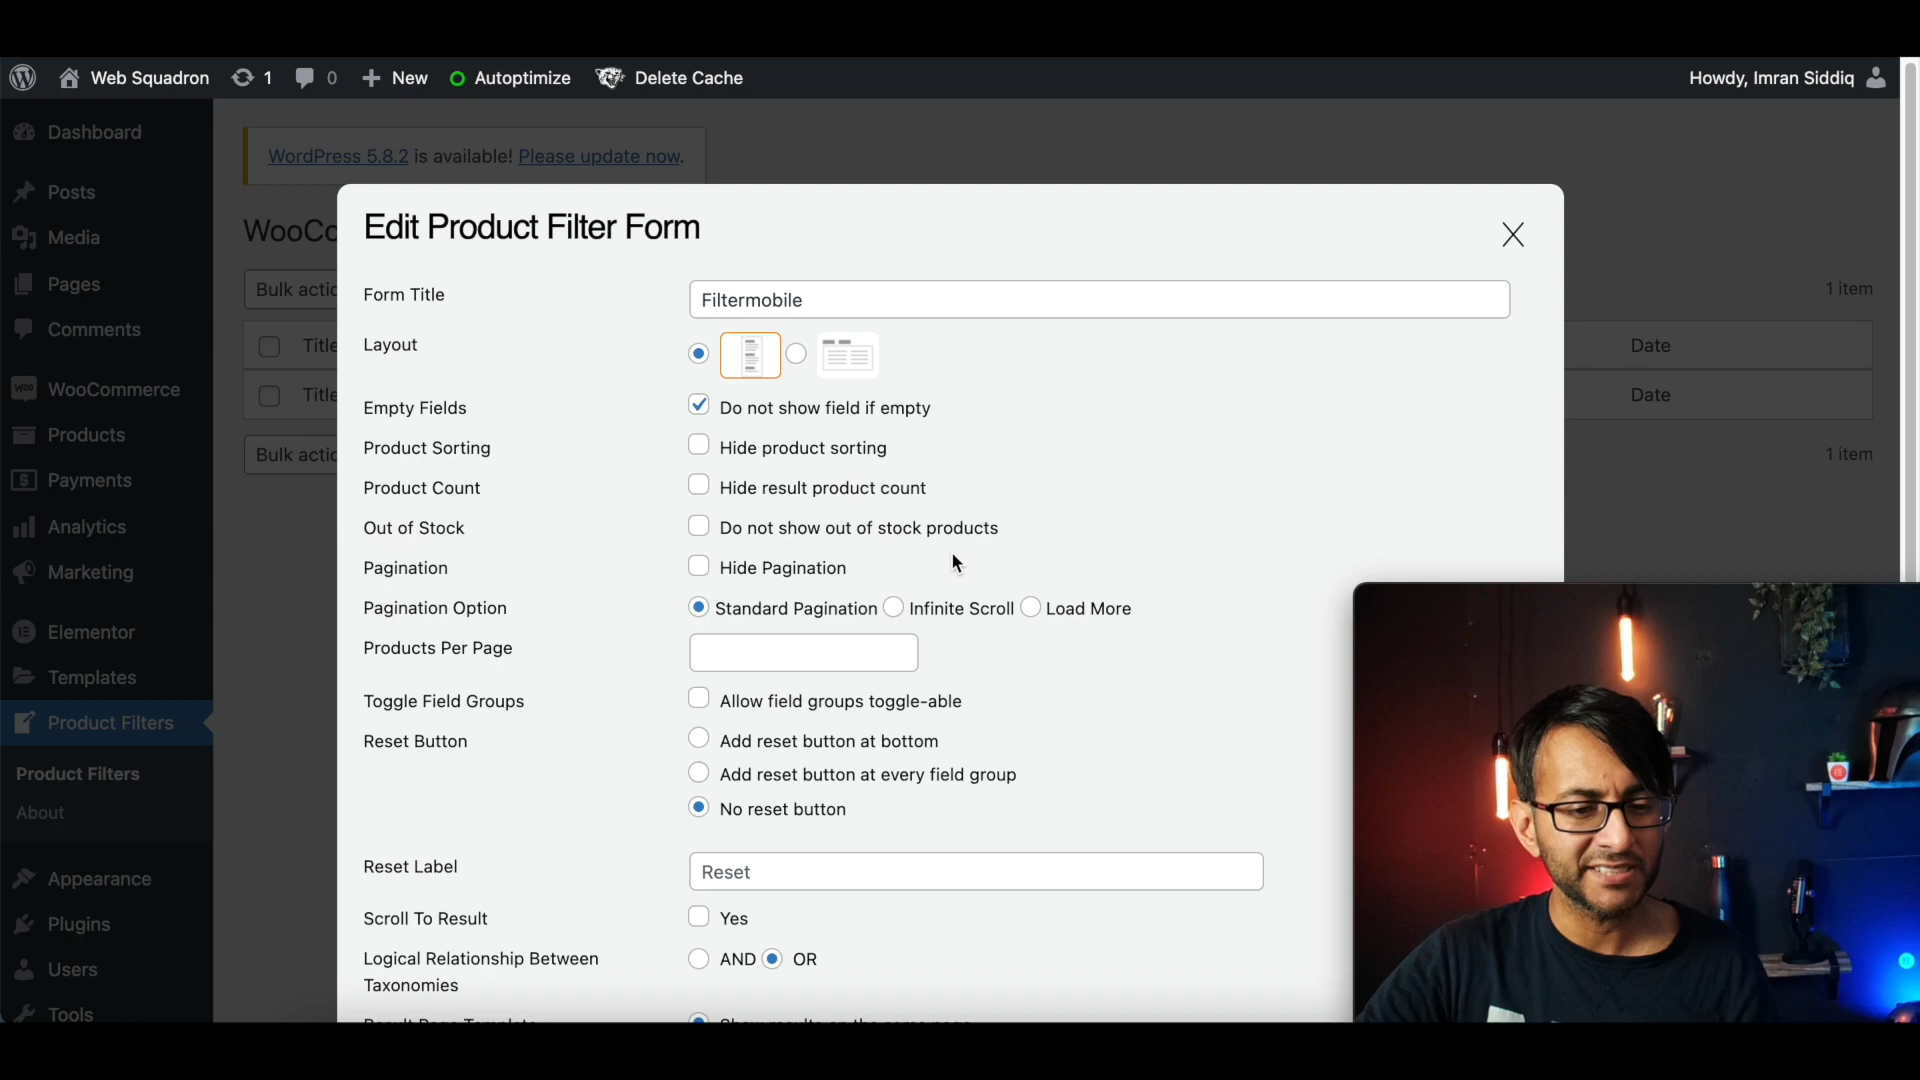 Web Squadron 1 0 New Autoptimize Delete Cache Howdy, Imran Siddiq
Dashboard
WordPress 5.8.2 is available! Please update now.
Posts
Media
Pages
Comments
WooCommerce
Products
Payments
Analytics
Marketing
Elementor
Templates
Product Filters
Product Filters
About
Appearance
Plugins
Users
Tools
WooCo
Bulk actio
1 item
Title
Date
Title
Date
Bulk actio
1 item
Edit Product Filter Form
Form Title Filtermobile
Layout
Empty Fields Do not show field if empty
Product Sorting Hide product sorting
Product Count Hide result product count
Out of Stock Do not show out of stock products
Pagination Hide Pagination
Pagination Option Standard Pagination Infinite Scroll Load More
Products Per Page
Toggle Field Groups Allow field groups toggle-able
Reset Button Add reset button at bottom
Add reset button at every field group
No reset button
Reset Label Reset
Scroll To Result Yes
Logical Relationship Between AND OR
Taxonomies